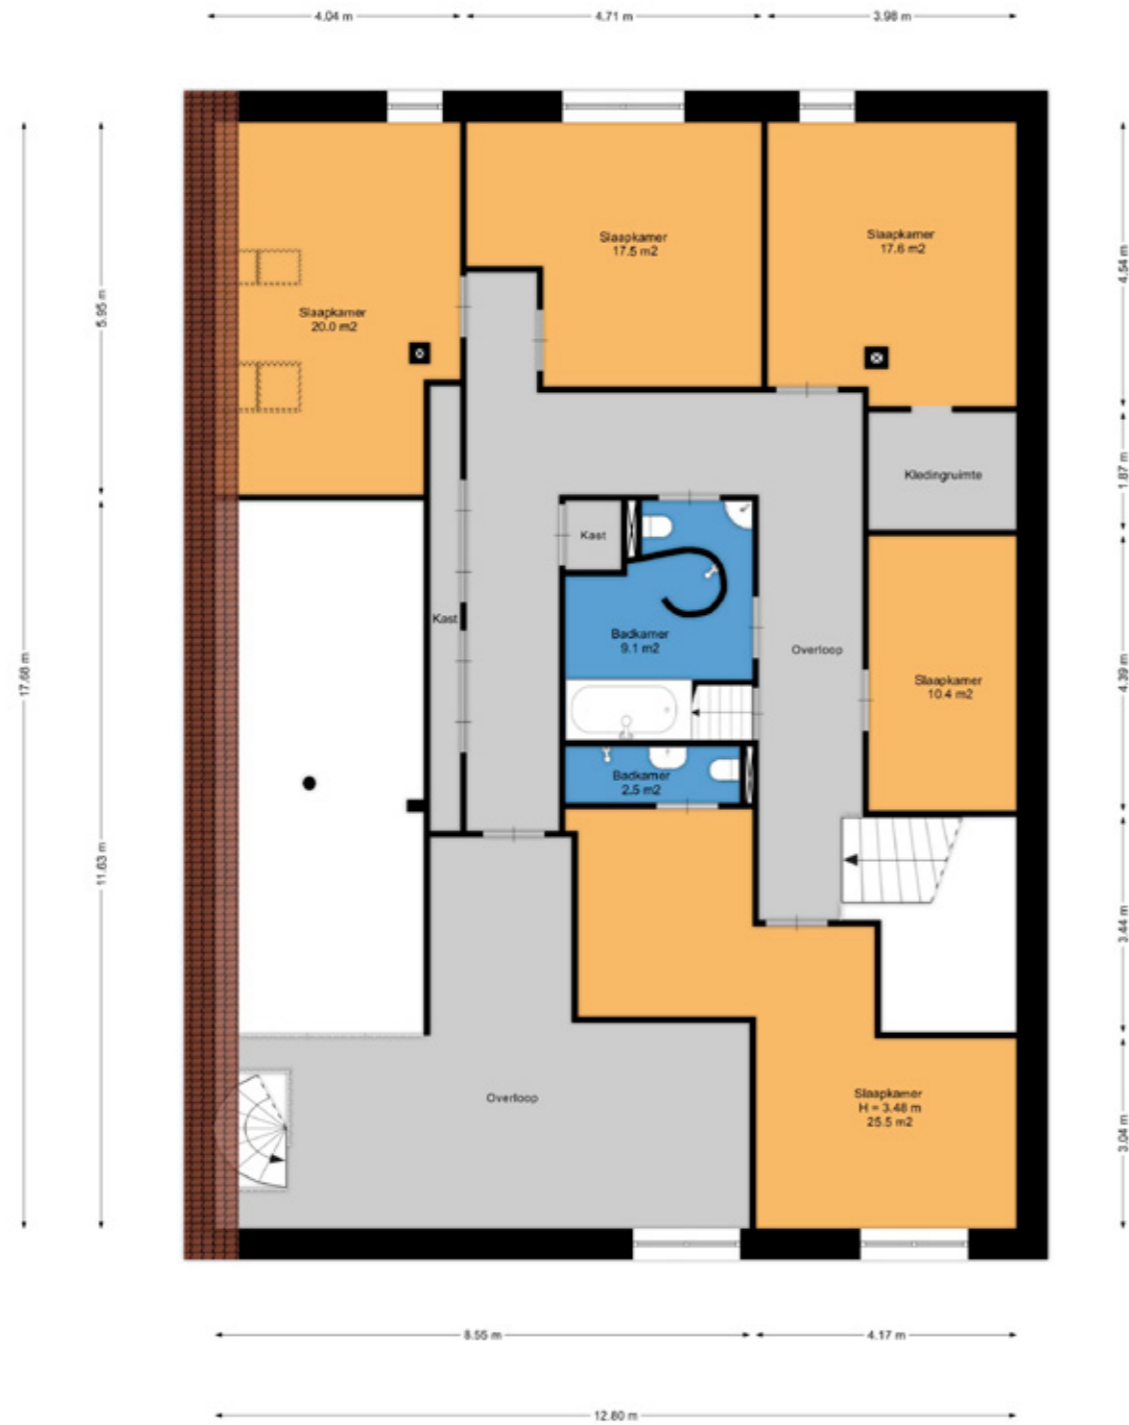 4.04 m
4.71 m
3.98 m
Slaapkamer
17.5 m2
Slaapkamer
17.6 m2
4.54 m
5.95 m
Slaapkamer
20.0 m2
Kledingruimte
1.87 m
Kast
Kast
Badkamer
9.1 m2
Overloop
17.68 m
Slaapkamer
10.4 m2
4.39 m
Badkamer
2.5 m2
11.63 m
3.44 m
Overloop
Slaapkamer
H = 3.48 m
25.5 m2
3.04 m
8.55 m
4.17 m
12.80 m